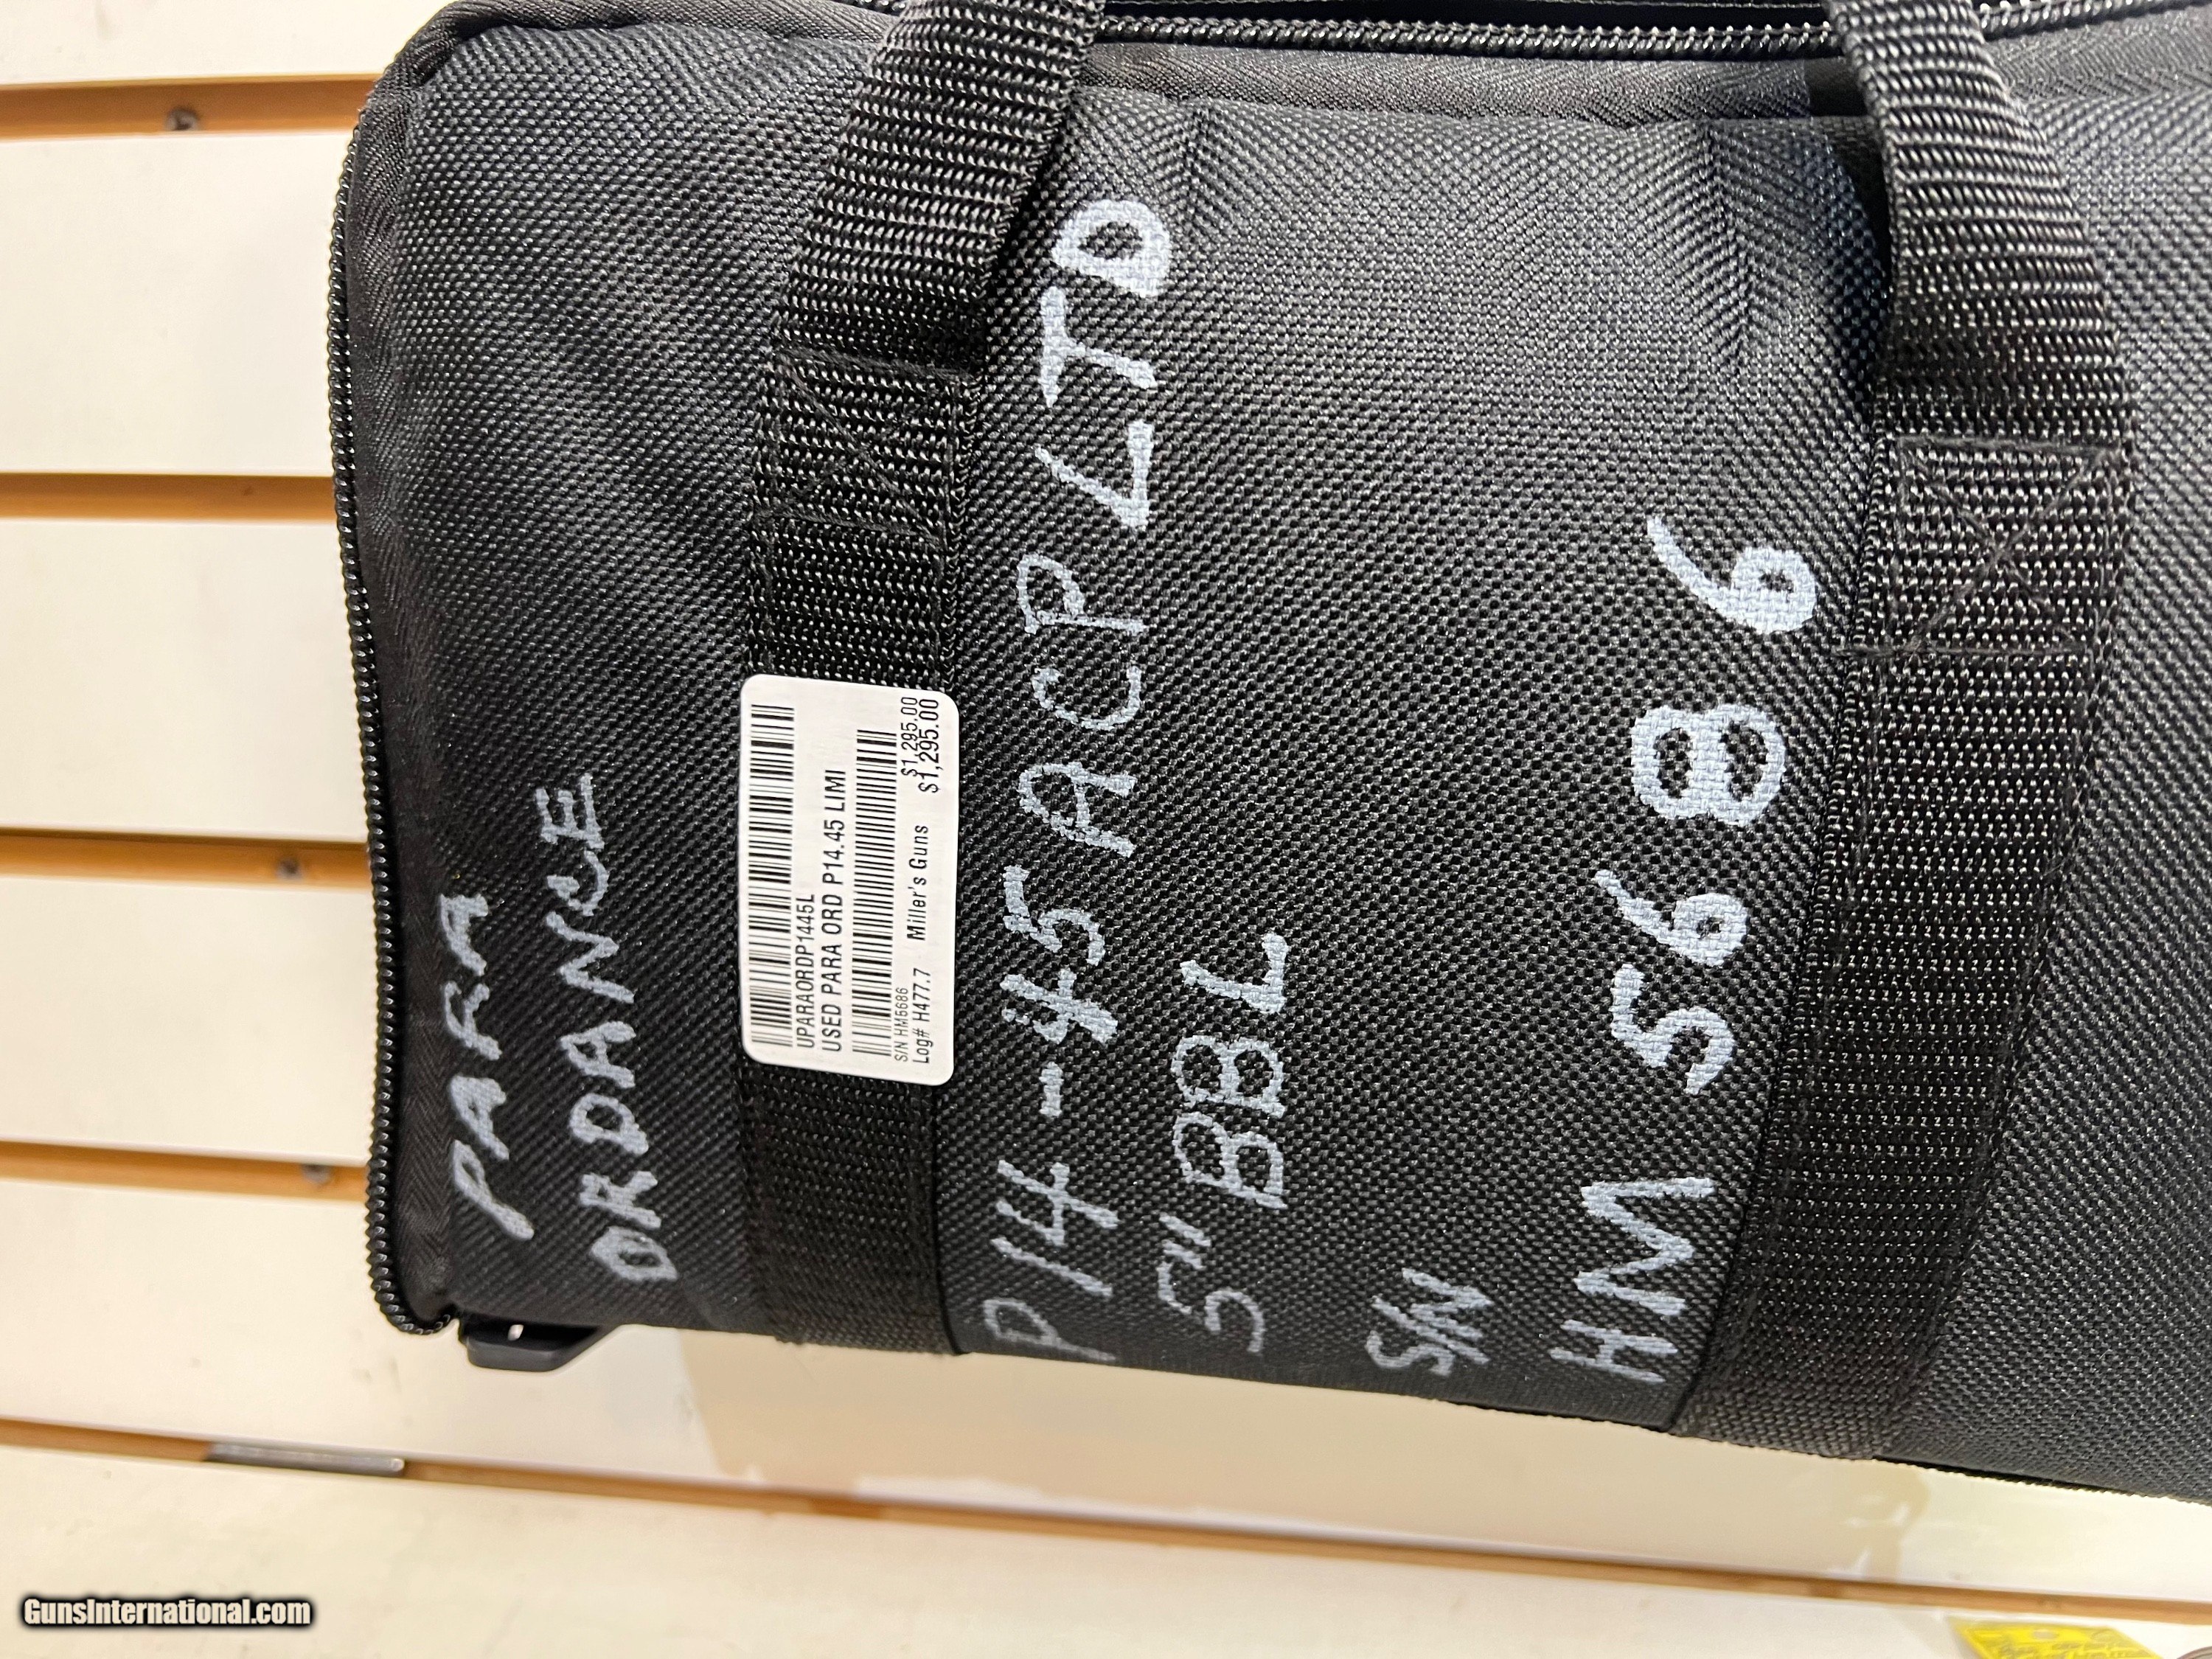 PARA
ORDANCE
UPARAORDP1445L
USED PARA ORD P14.45 LIMI
S/N HM5686 $1,295.00
Log# H477.7 Miller's Guns $1,295.00
P14-45 ACP LTD
5" BBL
S/N
HM 5686
GunsInternational.com